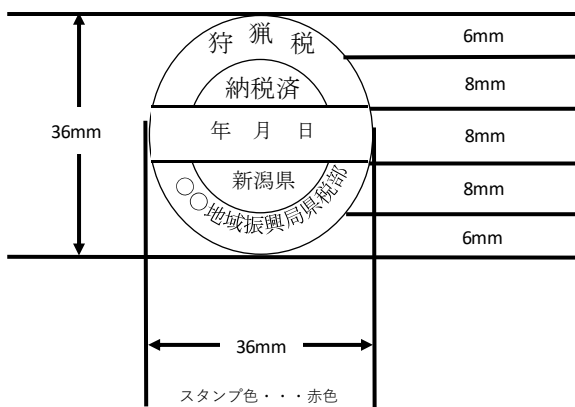 狩猟税
6mm
納税済
8mm
36mm
年 月 日
8mm
新潟県
8mm
○○地域振興局県税部
6mm
36mm
スタンプ色・・・赤色